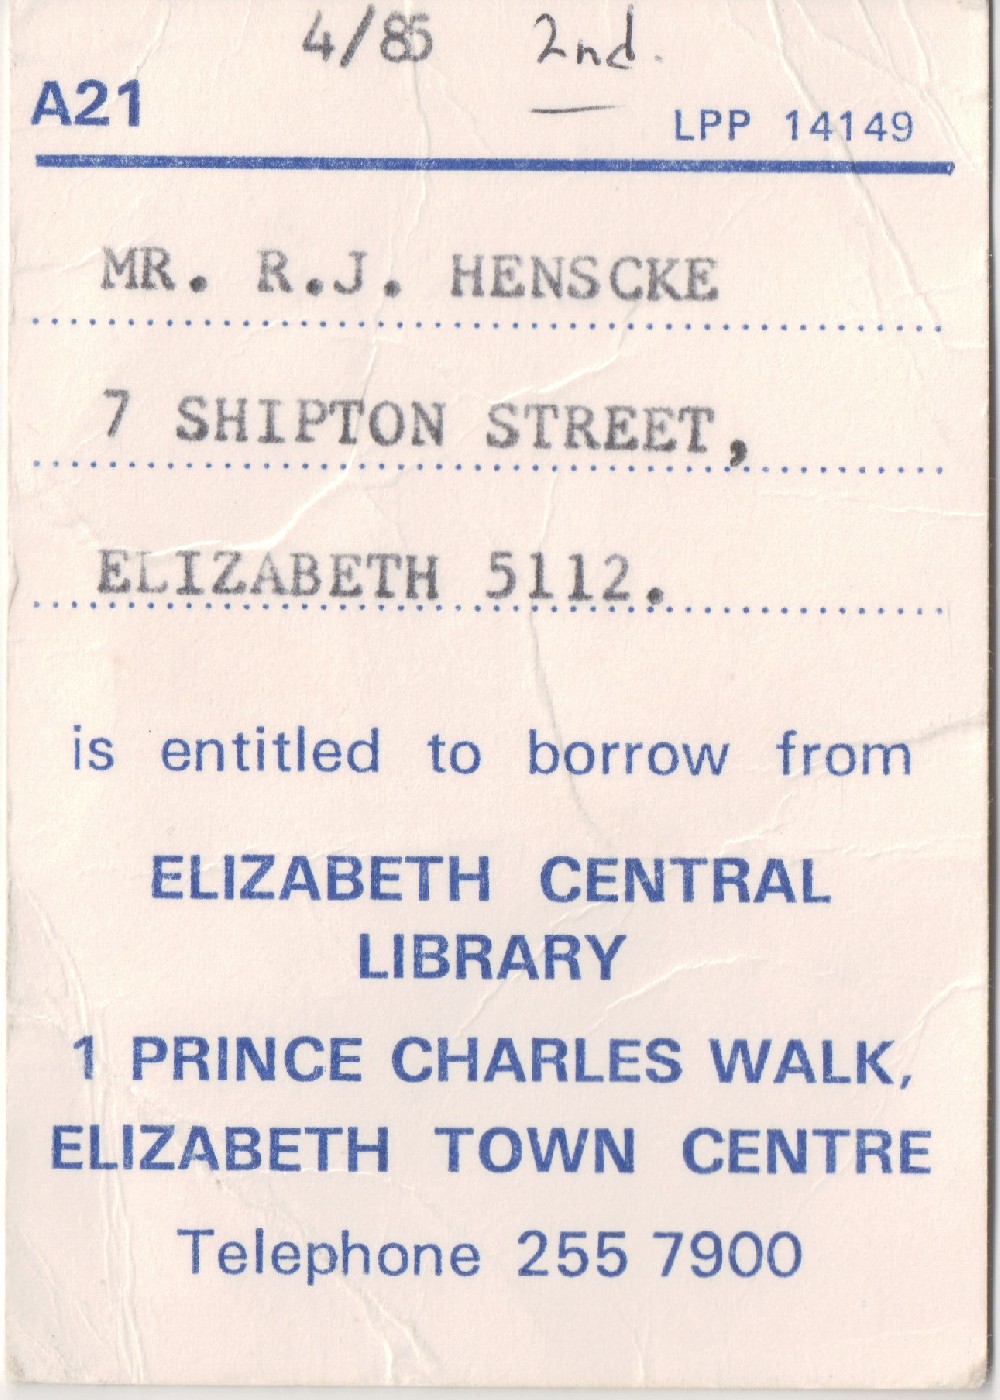 4/85 2nd.
A21 LPP 14149
MR. R.J. HENSCKE
7 SHIPTON STREET,
ELIZABETH 5112.
is entitled to borrow from
ELIZABETH CENTRAL
LIBRARY
1 PRINCE CHARLES WALK,
ELIZABETH TOWN CENTRE
Telephone 255 7900